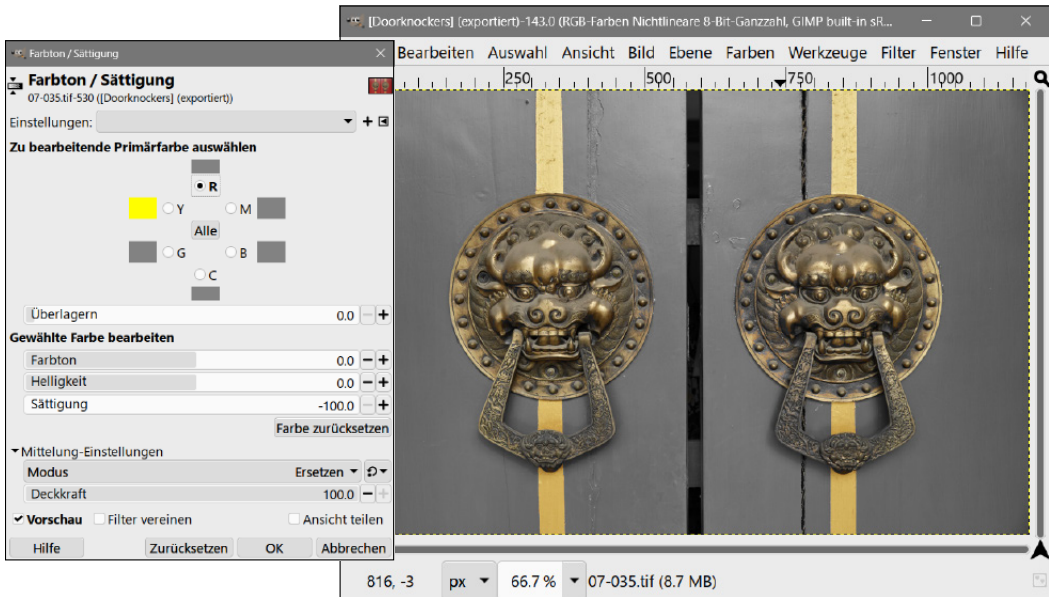 [Doorknockers] (exportiert)-143.0 (RGB-Farben Nichtlineare 8-Bit-Ganzzahl, GIMP built-in sR...
Bearbeiten Auswahl Ansicht Bild Ebene Farben Werkzeuge Filter Fenster Hilfe
250 500 750 1000
Farbton / Sättigung
Farbton / Sättigung
07-035.tif-530 ([Doorknockers] (exportiert))
Einstellungen:
Zu bearbeitende Primärfarbe auswählen
R
Y M
Alle
G B
C
Überlagern 0.0
Gewählte Farbe bearbeiten
Farbton 0.0
Helligkeit 0.0
Sättigung -100.0
Farbe zurücksetzen
Mittelung-Einstellungen
Modus Ersetzen
Deckkraft 100.0
Vorschau Filter vereinen Ansicht teilen
Hilfe Zurücksetzen OK Abbrechen
816, -3 px 66.7 % 07-035.tif (8.7 MB)